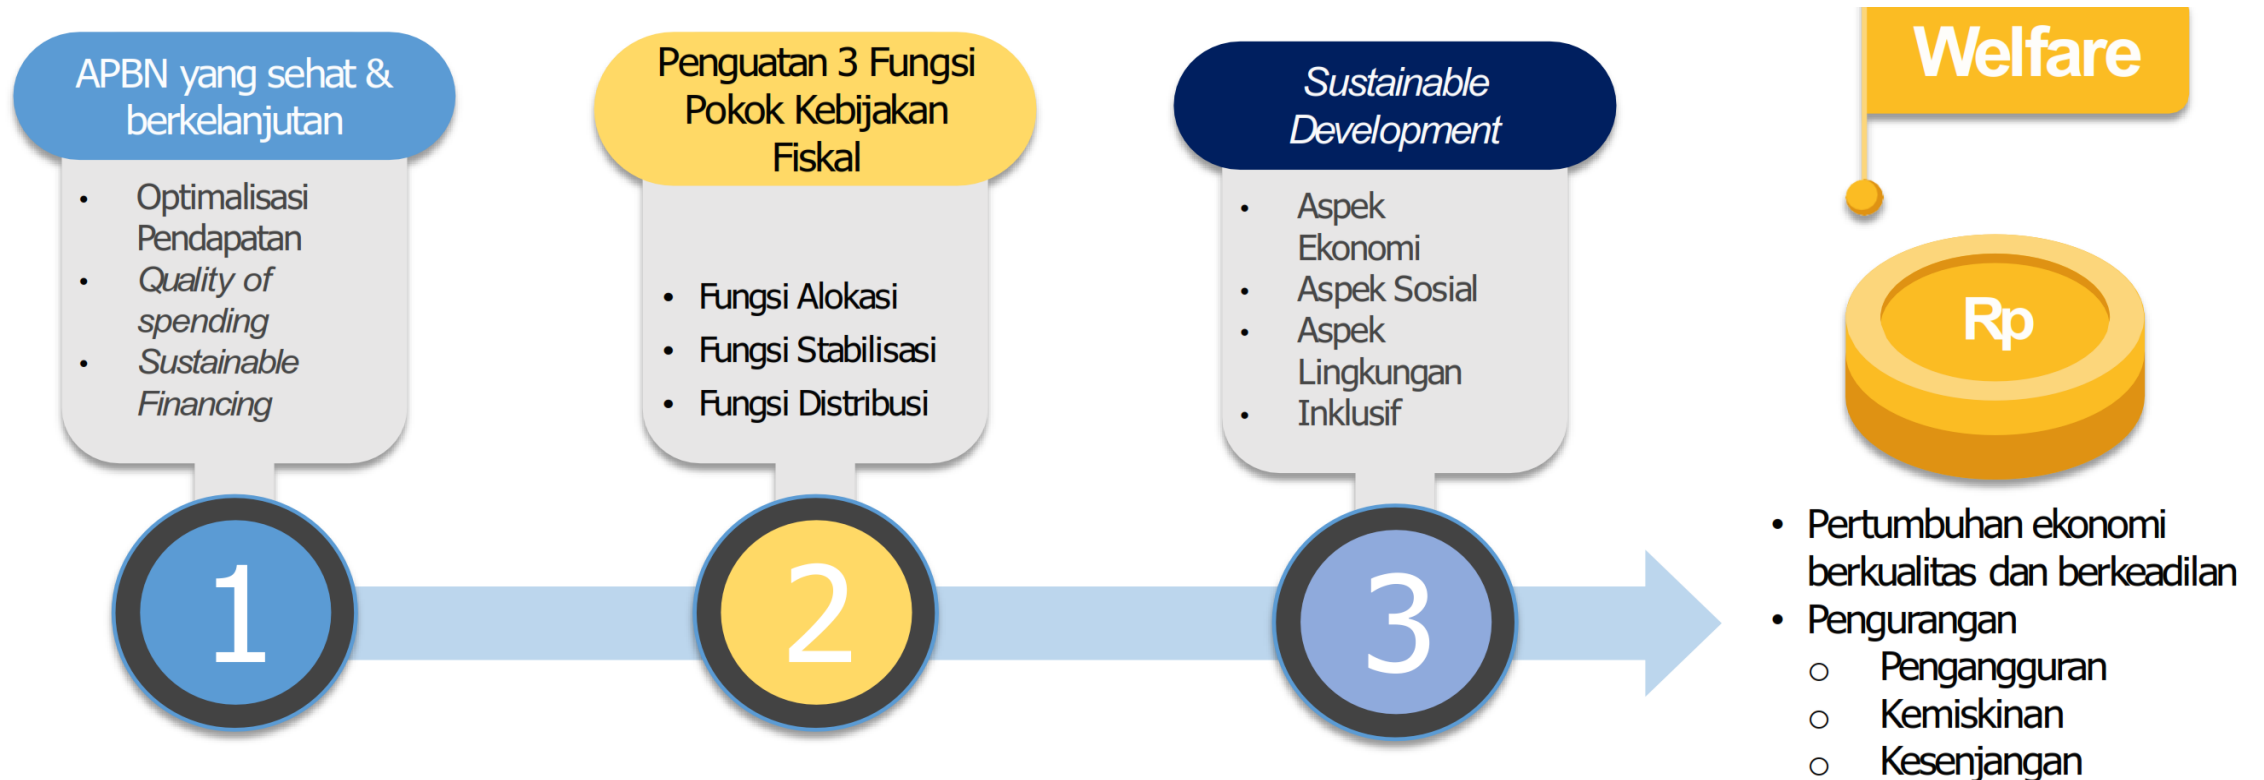 APBN yang sehat &
berkelanjutan
• Optimalisasi
Pendapatan
• Quality of
spending
• Sustainable
Financing
1
Penguatan 3 Fungsi
Pokok Kebijakan
Fiskal
• Fungsi Alokasi
• Fungsi Stabilisasi
• Fungsi Distribusi
2
Sustainable
Development
• Aspek
Ekonomi
• Aspek Sosial
• Aspek
Lingkungan
• Inklusif
3
Welfare
Rp
• Pertumbuhan ekonomi
berkualitas dan berkeadilan
• Pengurangan
o Pengangguran
o Kemiskinan
o Kesenjangan